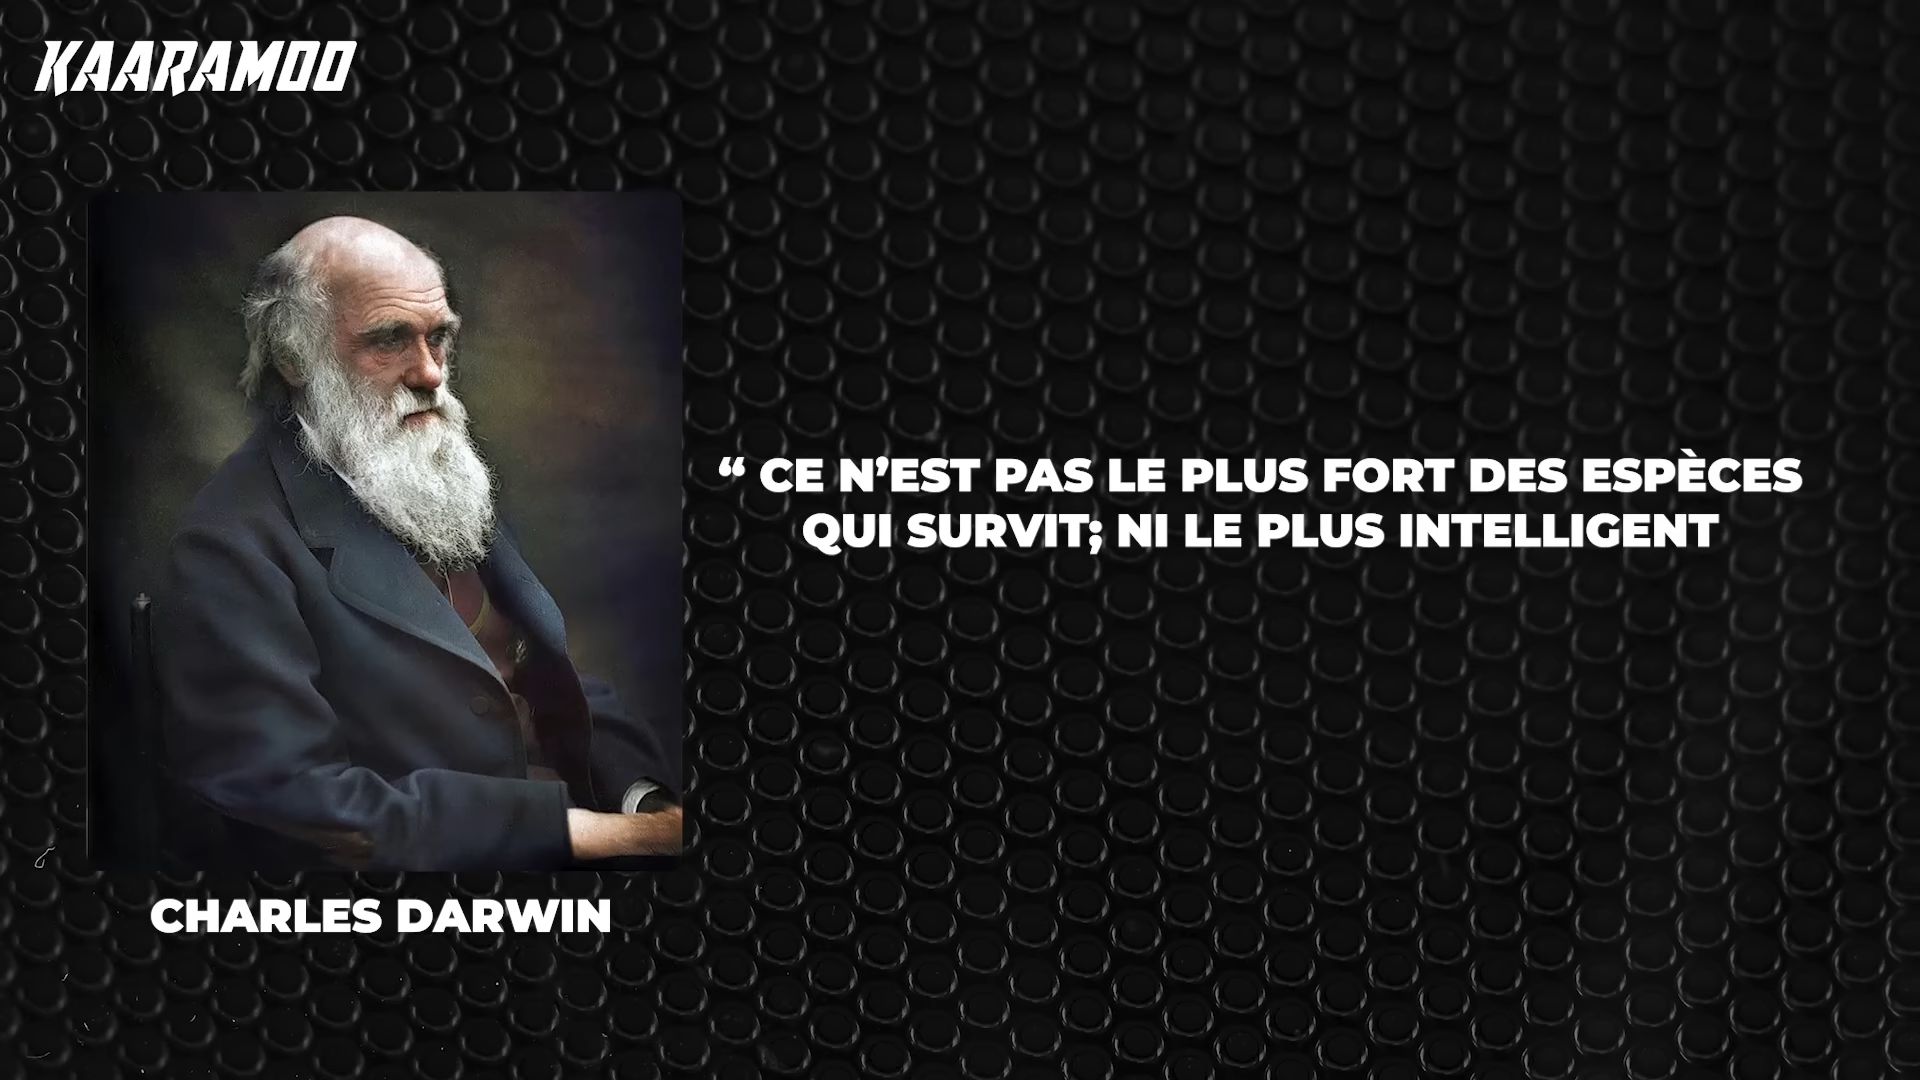 KAARAMOO
“ CE N’EST PAS LE PLUS FORT DES ESPÈCES
QUI SURVIT; NI LE PLUS INTELLIGENT
CHARLES DARWIN